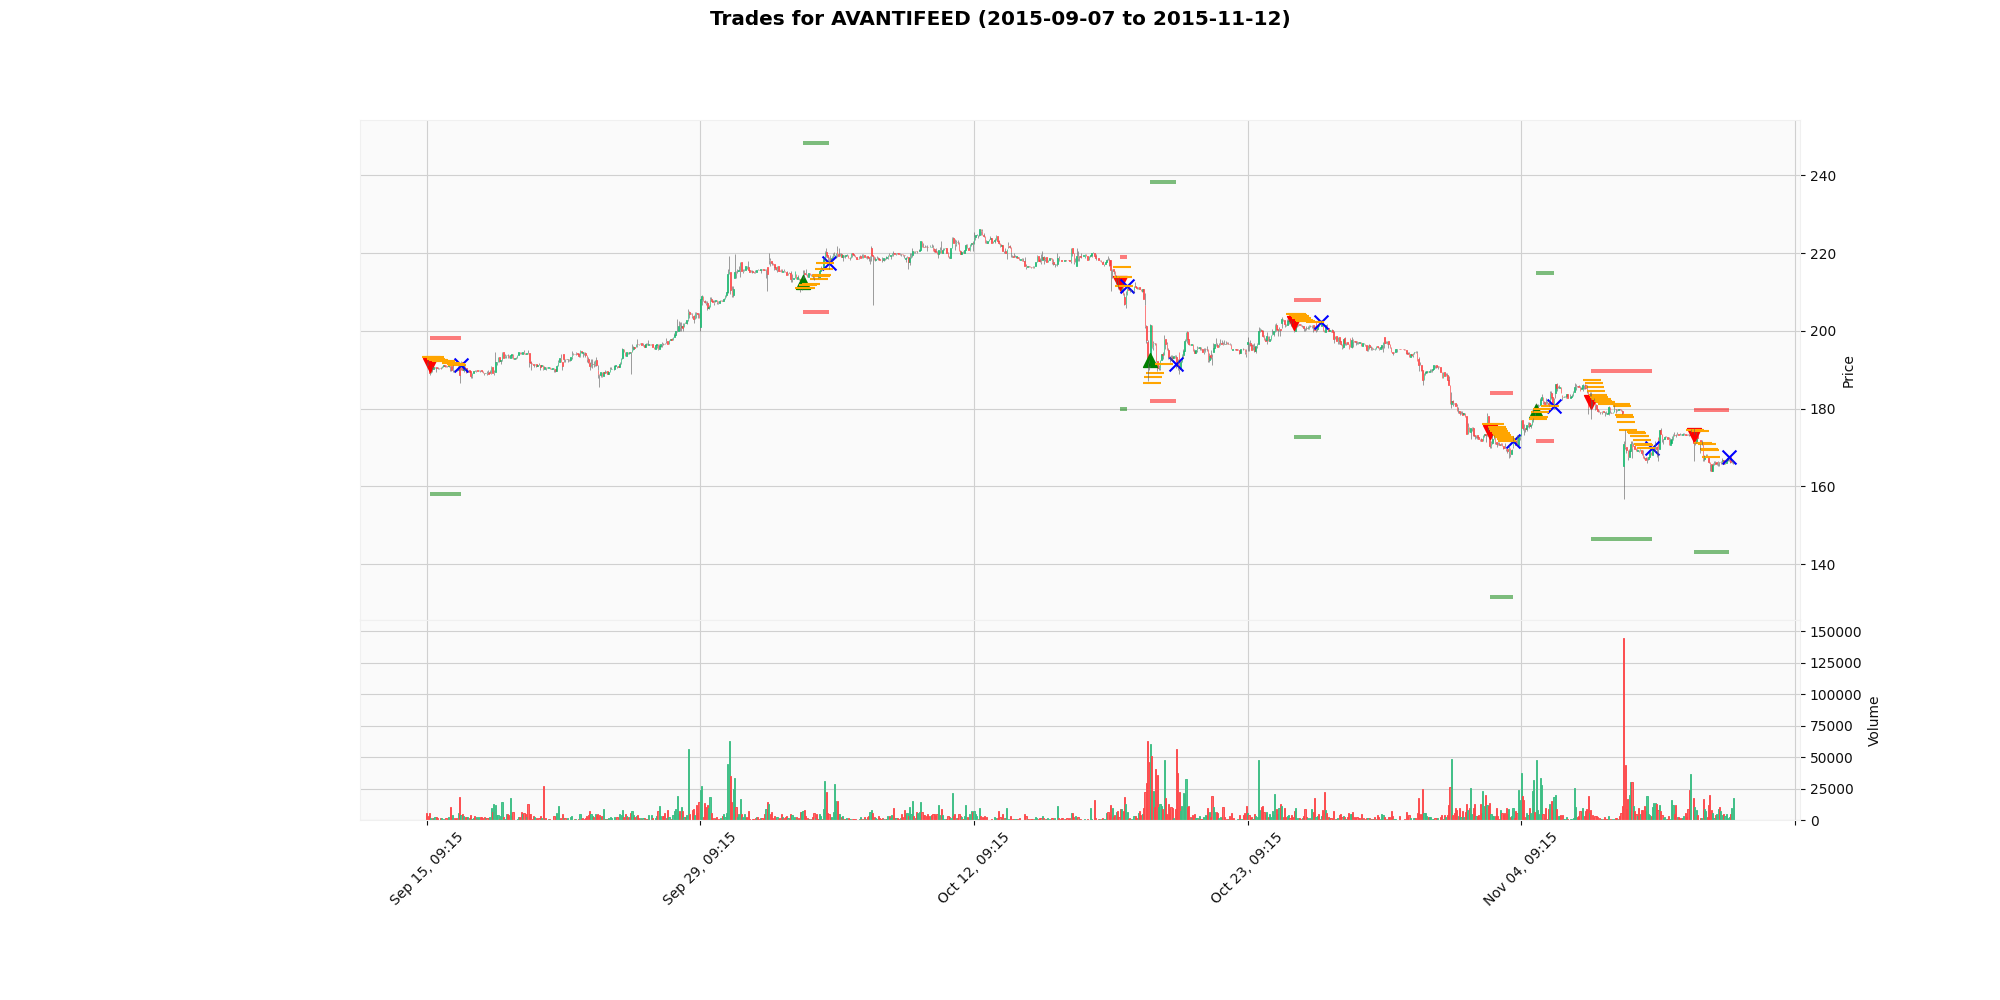 Trades for AVANTIFEED (2015-09-07 to 2015-11-12)
240
220
200
180
160
140
Price
150000
125000
100000
75000
50000
25000
0
Volume
Sep 15, 09:15
Sep 29, 09:15
Oct 12, 09:15
Oct 23, 09:15
Nov 04, 09:15